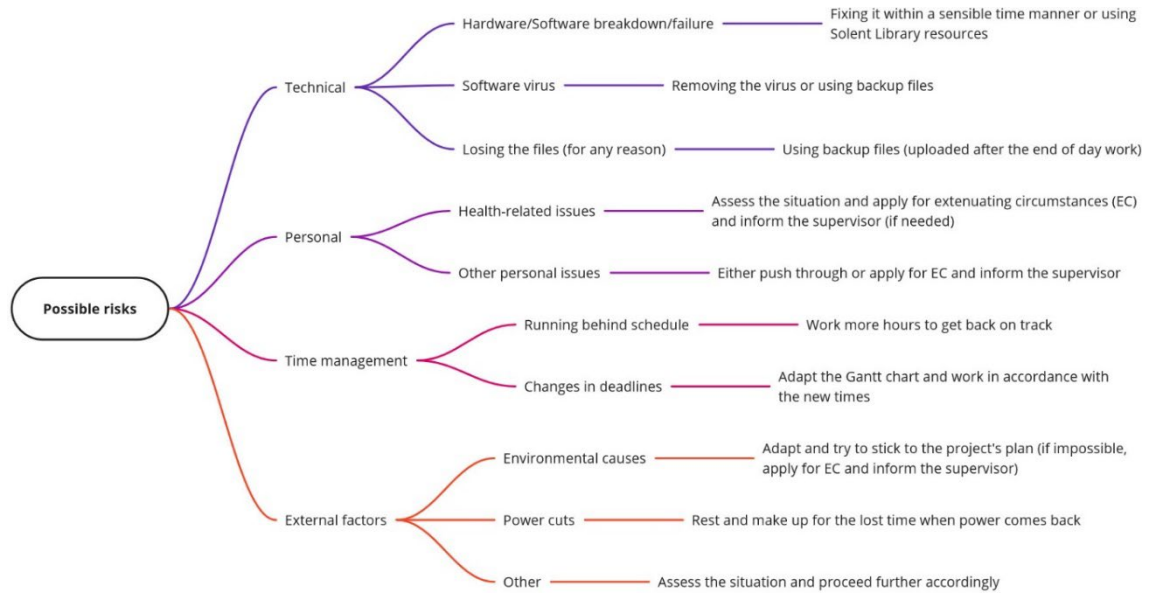 Possible risks
Technical
Hardware/Software breakdown/failure
Fixing it within a sensible time manner or using
Solent Library resources
Software virus
Removing the virus or using backup files
Losing the files (for any reason)
Using backup files (uploaded after the end of day work)
Personal
Health-related issues
Assess the situation and apply for extenuating circumstances (EC)
and inform the supervisor (if needed)
Other personal issues
Either push through or apply for EC and inform the supervisor
Time management
Running behind schedule
Work more hours to get back on track
Changes in deadlines
Adapt the Gantt chart and work in accordance with
the new times
External factors
Environmental causes
Adapt and try to stick to the project's plan (if impossible,
apply for EC and inform the supervisor)
Power cuts
Rest and make up for the lost time when power comes back
Other
Assess the situation and proceed further accordingly